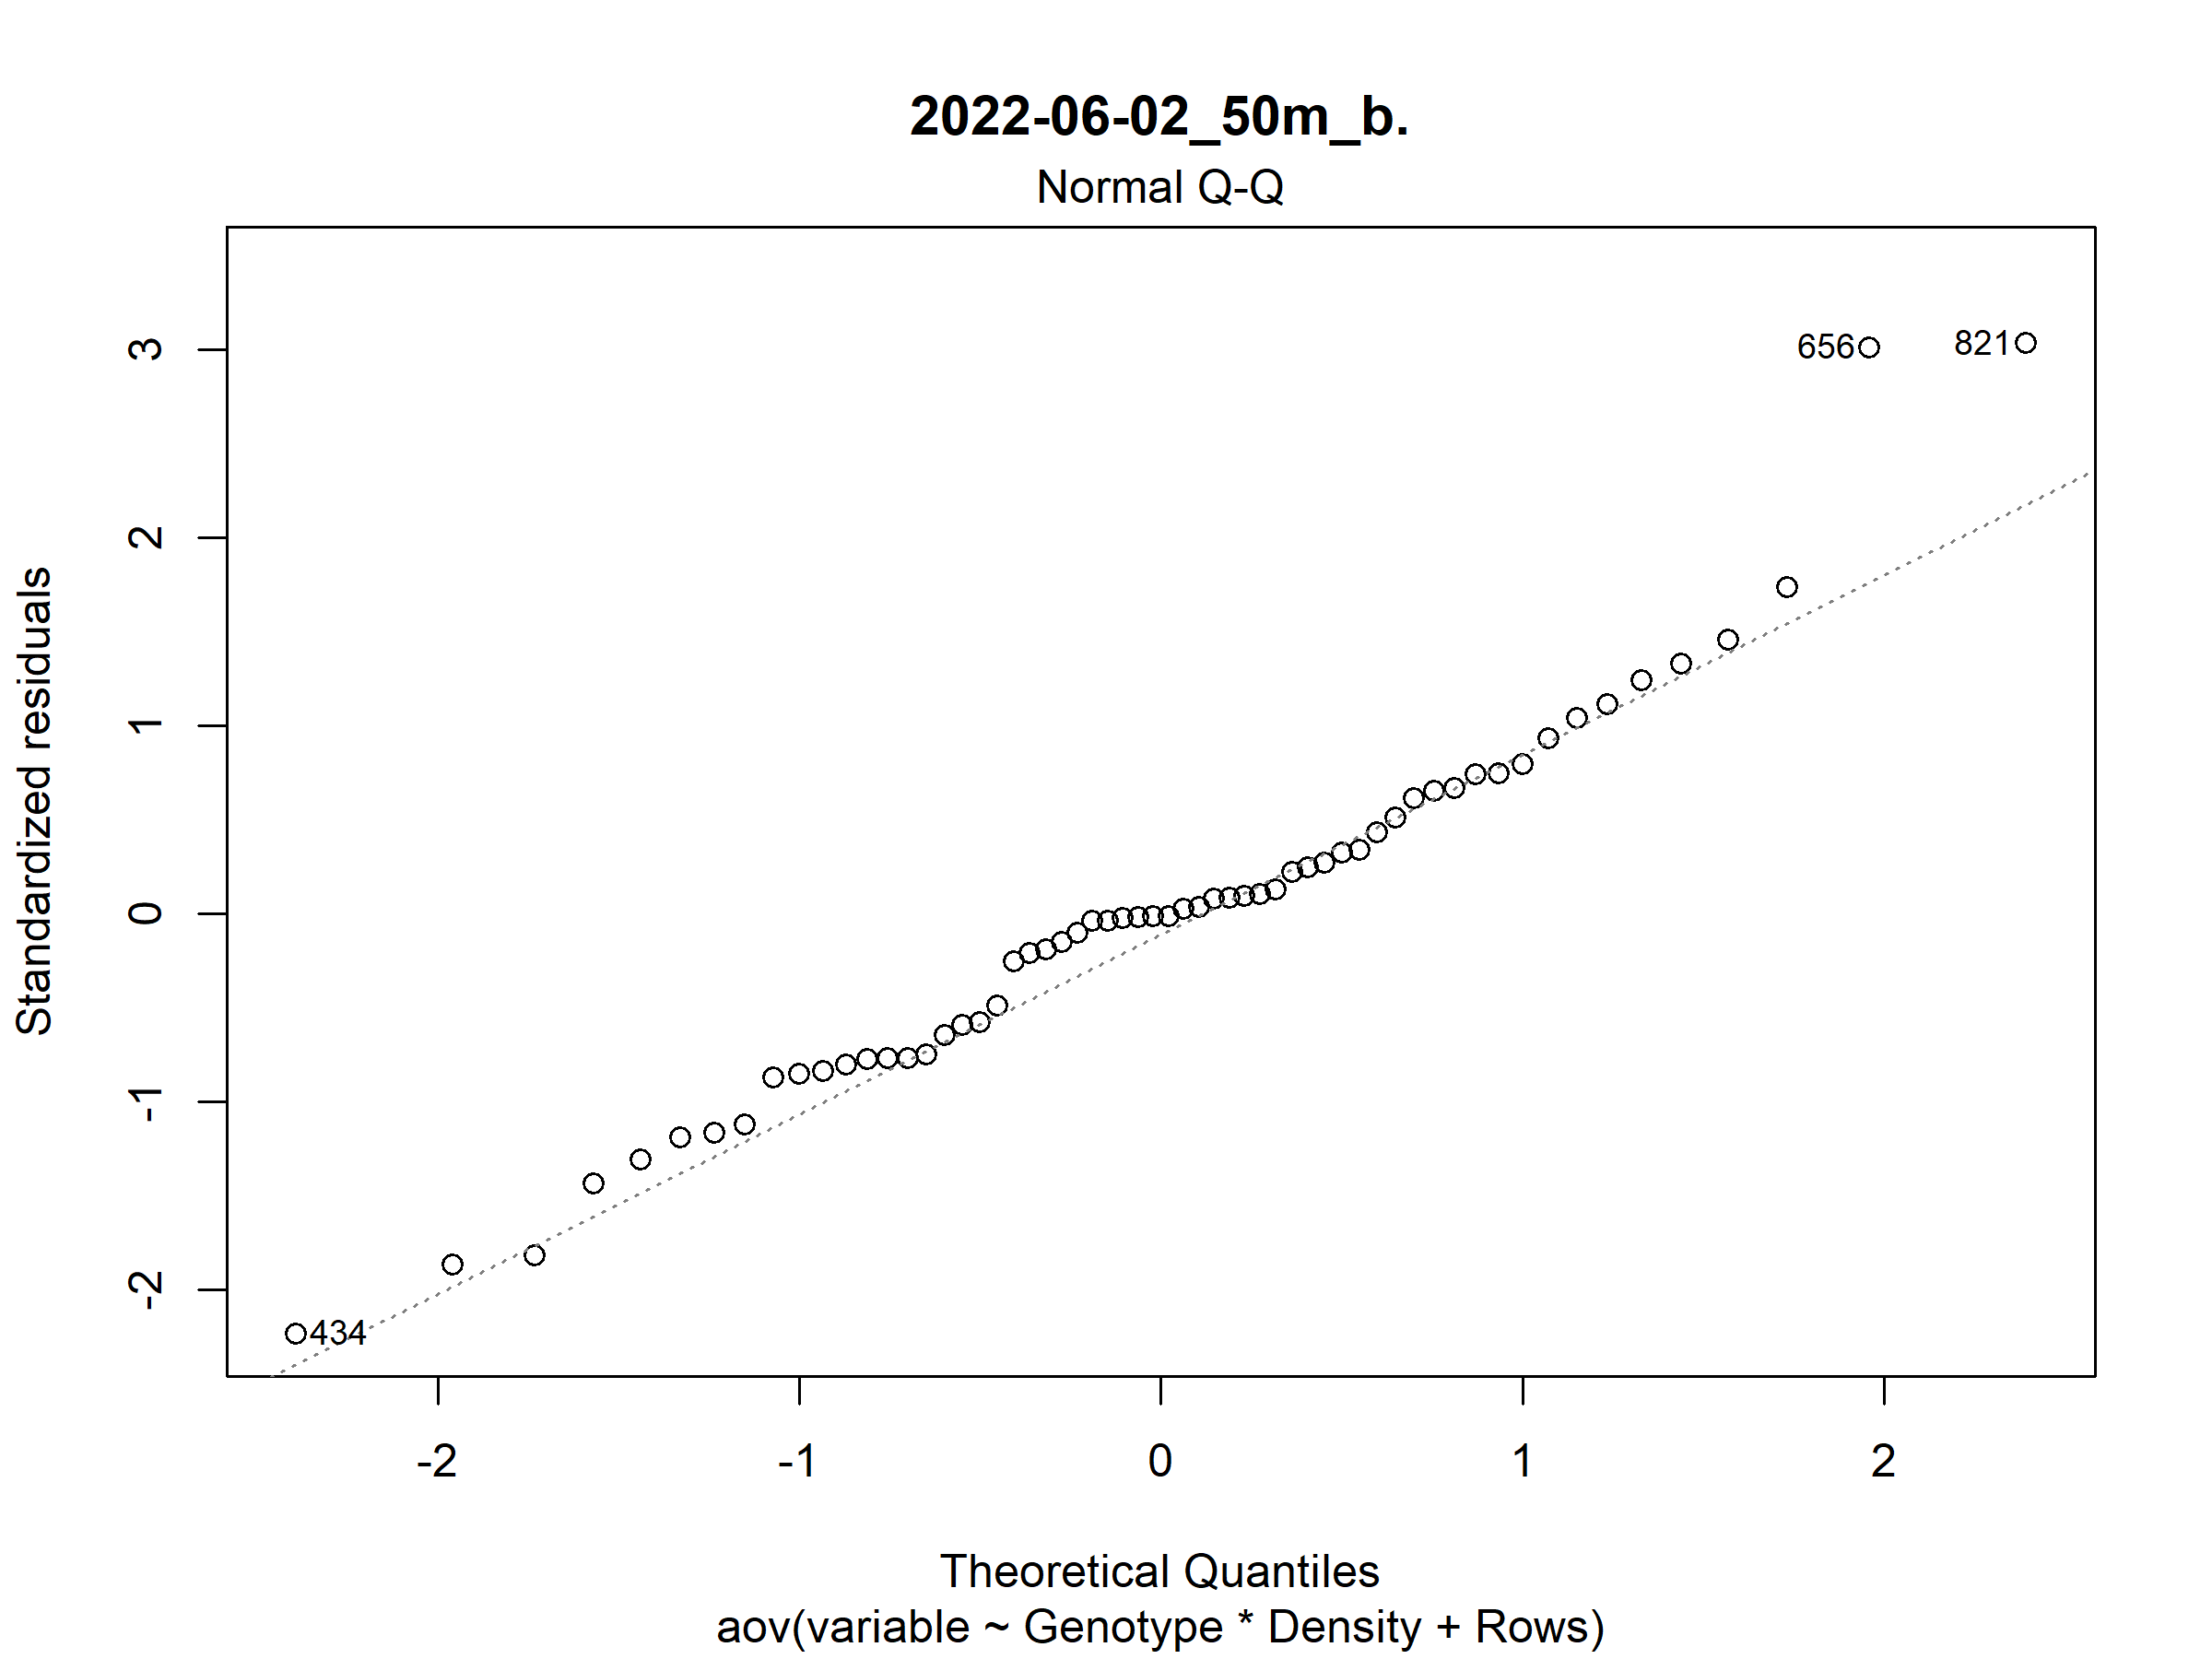 2022-06-02_50m_b.
Normal Q-Q
3
2
1
0
-1
-2
Standardized residuals
656
821
434
-2
-1
0
1
2
Theoretical Quantiles
aov(variable ~ Genotype * Density + Rows)